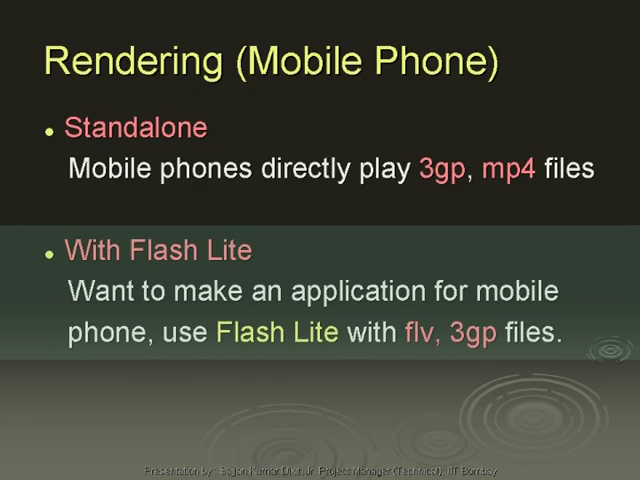 Rendering (Mobile Phone)
Standalone
Mobile phones directly play 3gp, mp4 files
With Flash Lite
Want to make an application for mobile
phone, use Flash Lite with flv, 3gp files.
Presentation by : Sajan Kumar Dixit, Jr. Project Manager (Technical), IIT Bombay